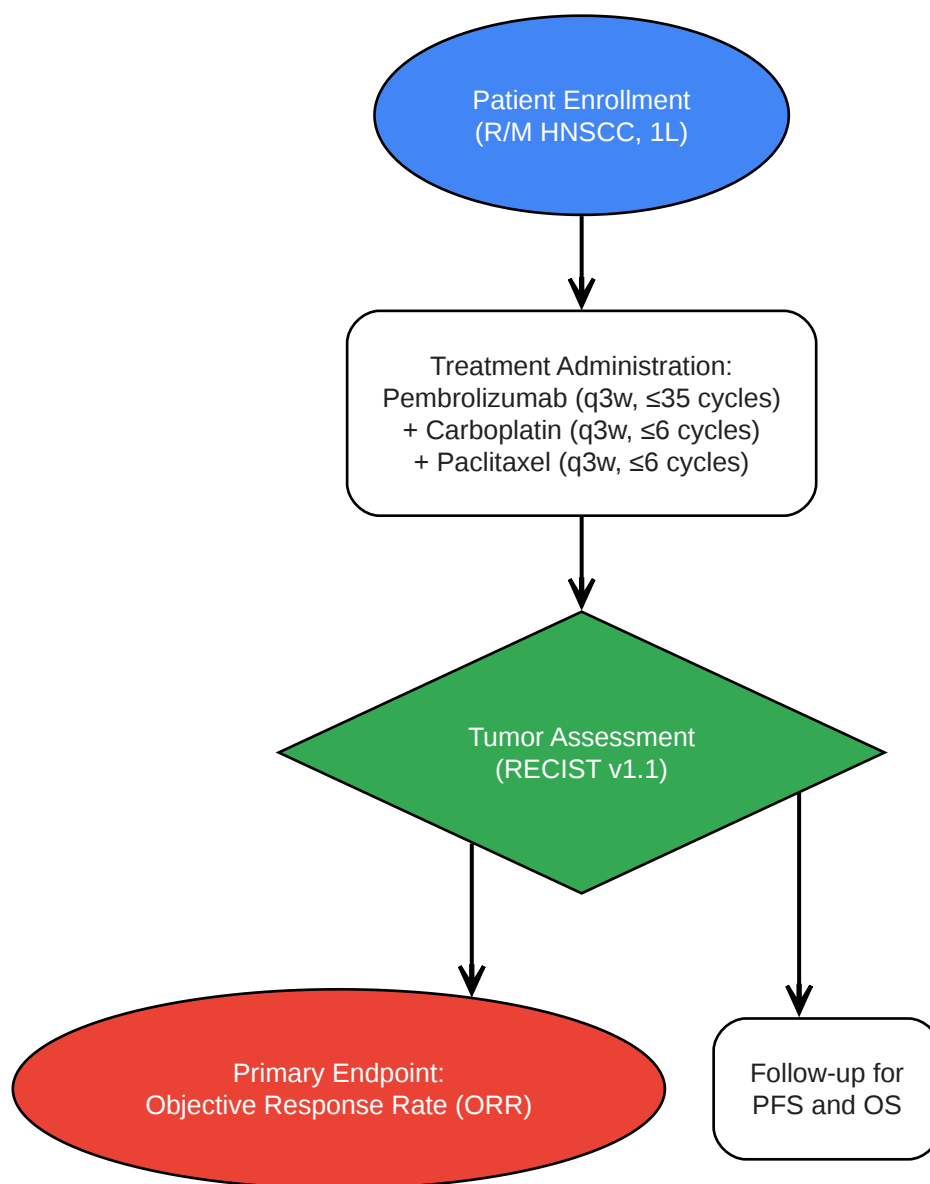 Patient Enrollment
(R/M HNSCC, 1L)
Treatment Administration:
Pembrolizumab (q3w, ≤35 cycles)
+ Carboplatin (q3w, ≤6 cycles)
+ Paclitaxel (q3w, ≤6 cycles)
Tumor Assessment
(RECIST v1.1)
Primary Endpoint:
Objective Response Rate (ORR)
Follow-up for
PFS and OS